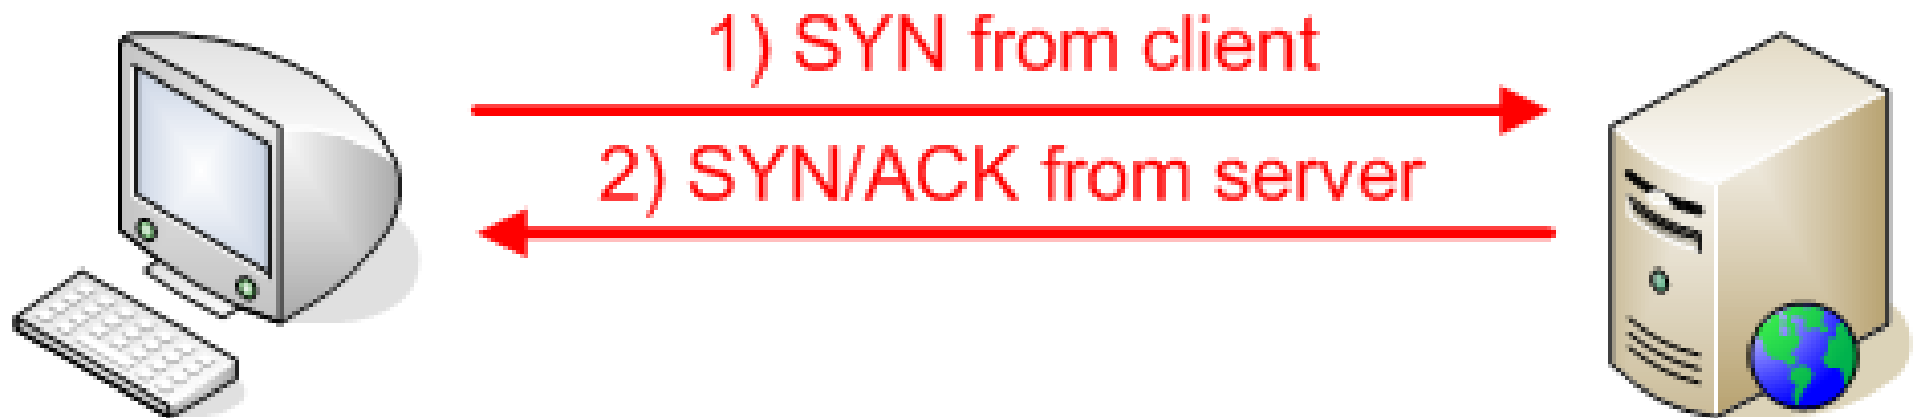 1) SYN from client
2) SYN/ACK from server